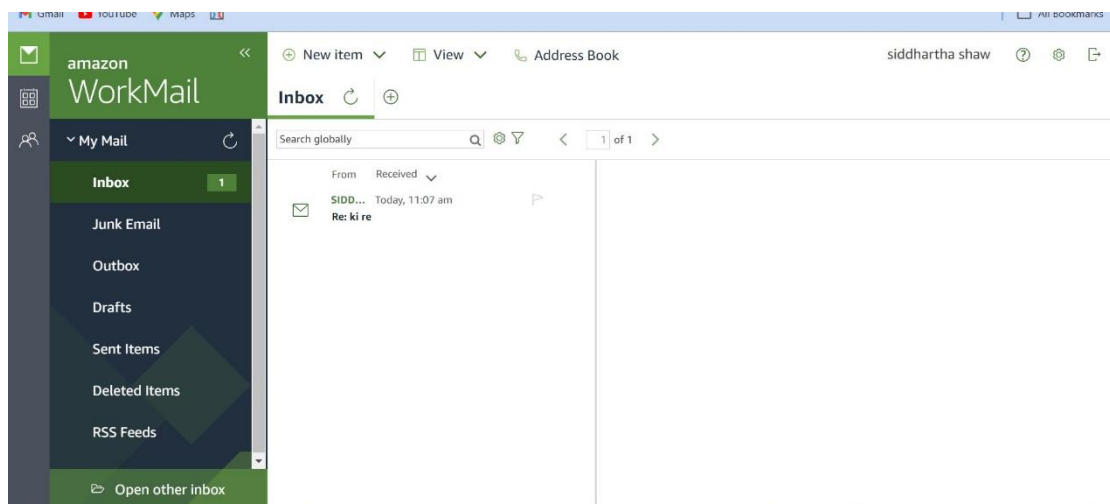 Gmail YouTube Maps
All Bookmarks
amazon
WorkMail
New item View Address Book siddhartha shaw
Inbox
My Mail
Search globally 1 of 1
Inbox 1
From Received
SIDD... Today, 11:07 am
Re: ki re
Junk Email
Outbox
Drafts
Sent Items
Deleted Items
RSS Feeds
Open other inbox